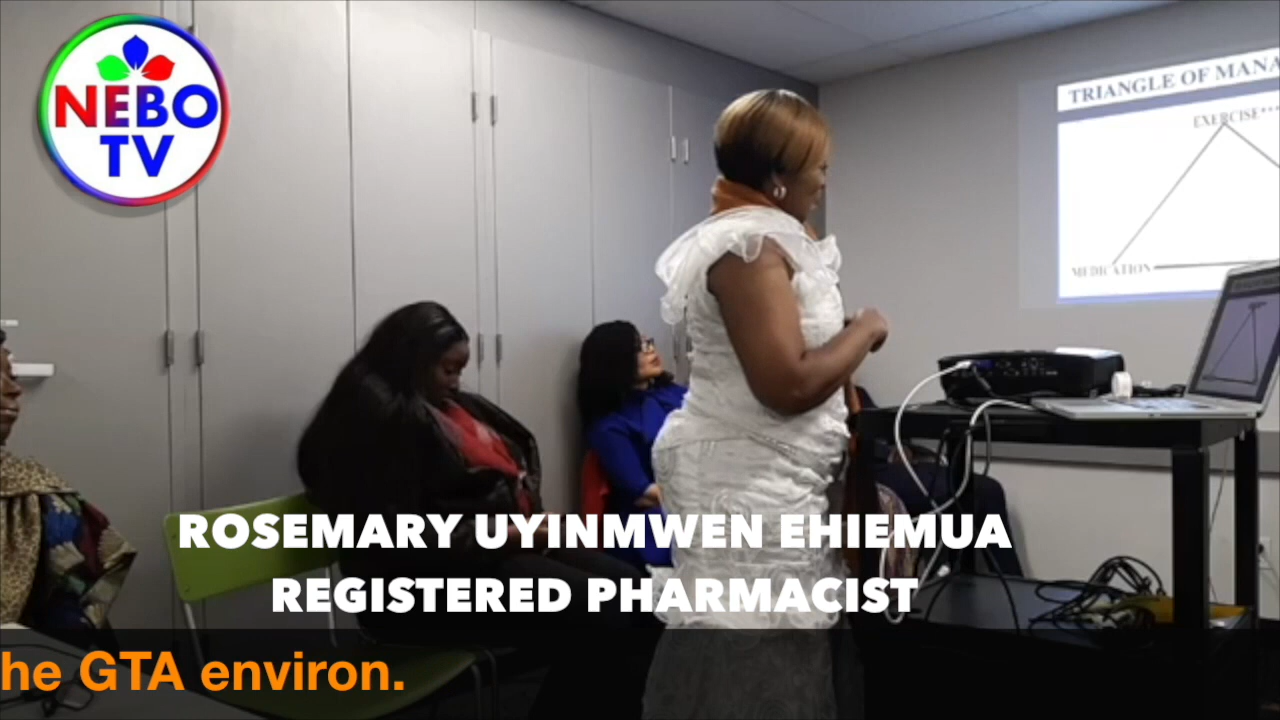 NEBO
TV
TRIANGLE OF MANA
EXERCISE***
MEDICATION
ROSEMARY UYINMWEN EHIEMUA
REGISTERED PHARMACIST
he GTA environ.